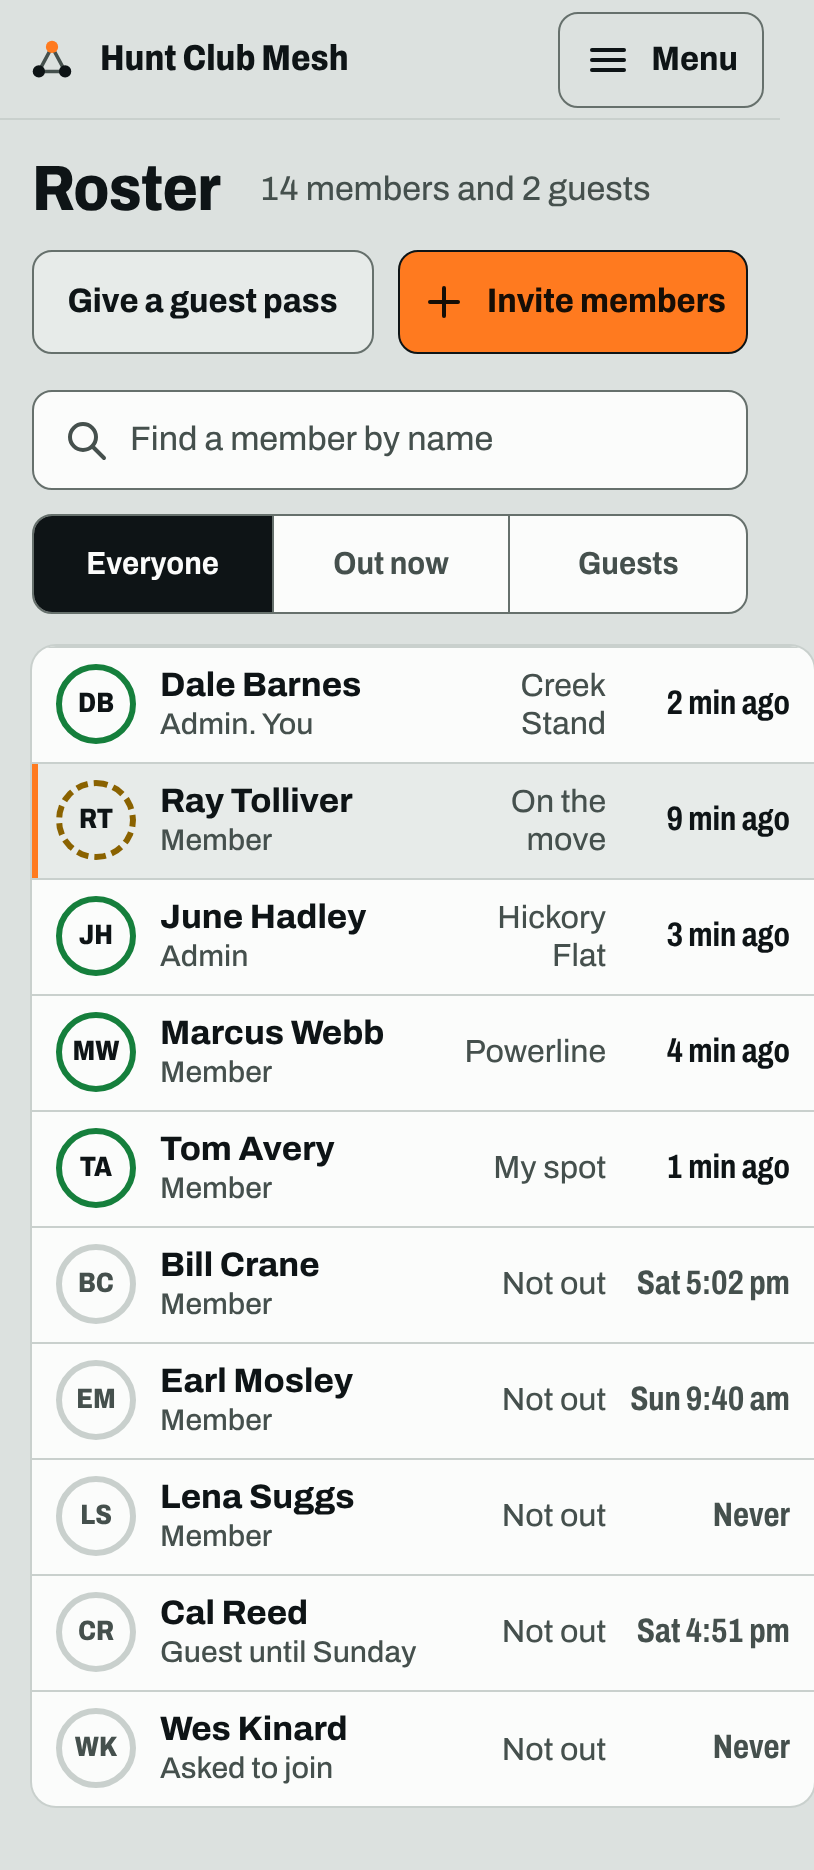 Hunt Club Mesh
Menu
Roster
14 members and 2 guests
Give a guest pass
Invite members
Find a member by name
Everyone
Out now
Guests
DB
Dale Barnes
Admin. You
Creek
Stand
2 min ago
RT
Ray Tolliver
Member
On the
move
9 min ago
JH
June Hadley
Admin
Hickory
Flat
3 min ago
MW
Marcus Webb
Member
Powerline
4 min ago
TA
Tom Avery
Member
My spot
1 min ago
BC
Bill Crane
Member
Not out
Sat 5:02 pm
EM
Earl Mosley
Member
Not out
Sun 9:40 am
LS
Lena Suggs
Member
Not out
Never
CR
Cal Reed
Guest until Sunday
Not out
Sat 4:51 pm
WK
Wes Kinard
Asked to join
Not out
Never